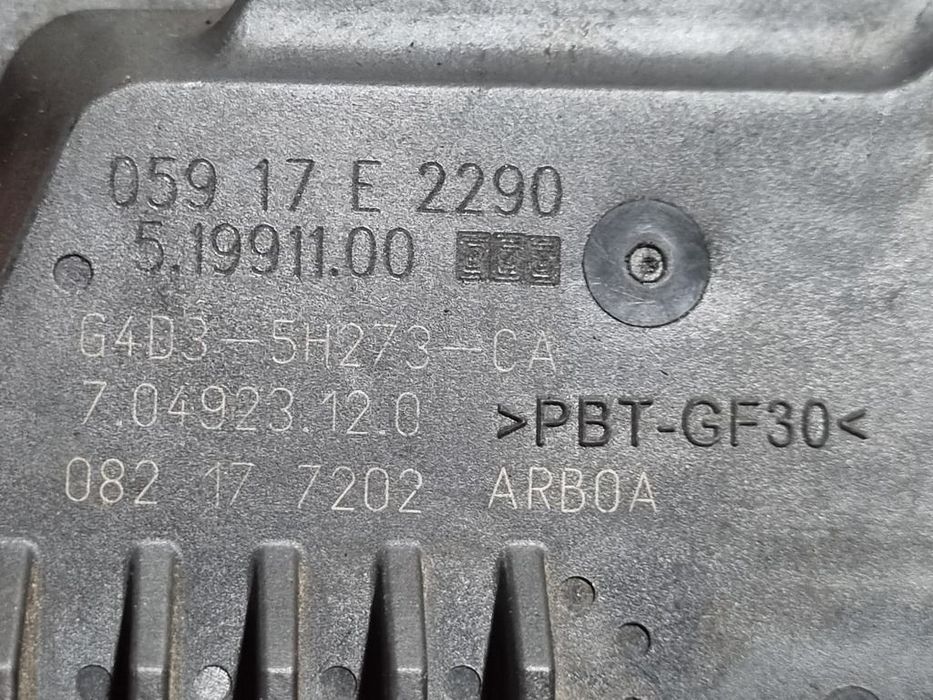 059 17 E 2290
5.19911.00
G4D3-5H273-CA
7.04923.12.0
>PBT-GF30<
082 17 7202 ARB0A